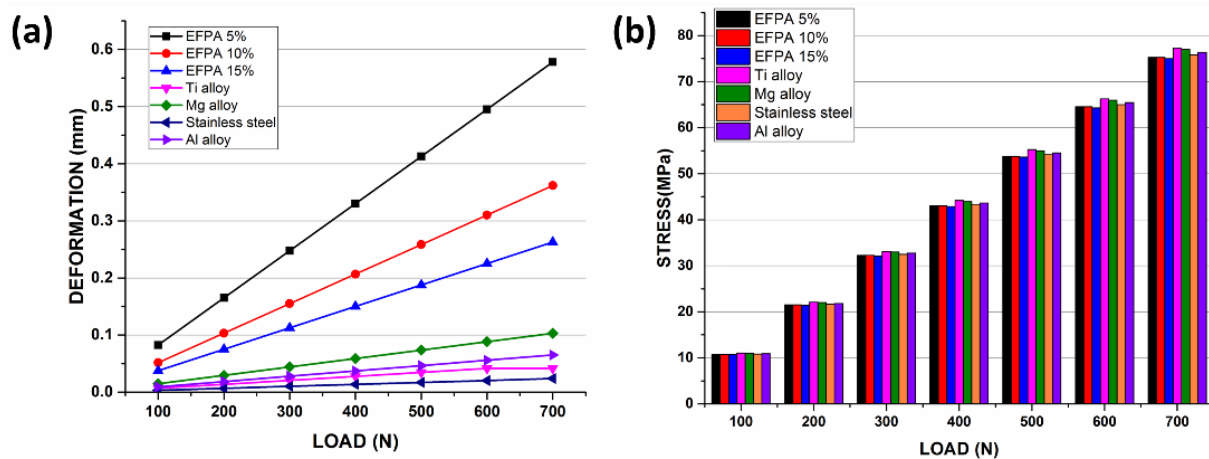 (a)
EFPA 5%
EFPA 10%
EFPA 15%
Ti alloy
Mg alloy
Stainless steel
Al alloy
0.6
0.5
0.4
0.3
0.2
0.1
0.0
DEFORMATION (mm)
100 200 300 400 500 600 700
LOAD (N)
(b)
EFPA 5%
EFPA 10%
EFPA 15%
Ti alloy
Mg alloy
Stainless steel
Al alloy
80
70
60
50
40
30
20
10
0
STRESS(MPa)
100 200 300 400 500 600 700
LOAD (N)